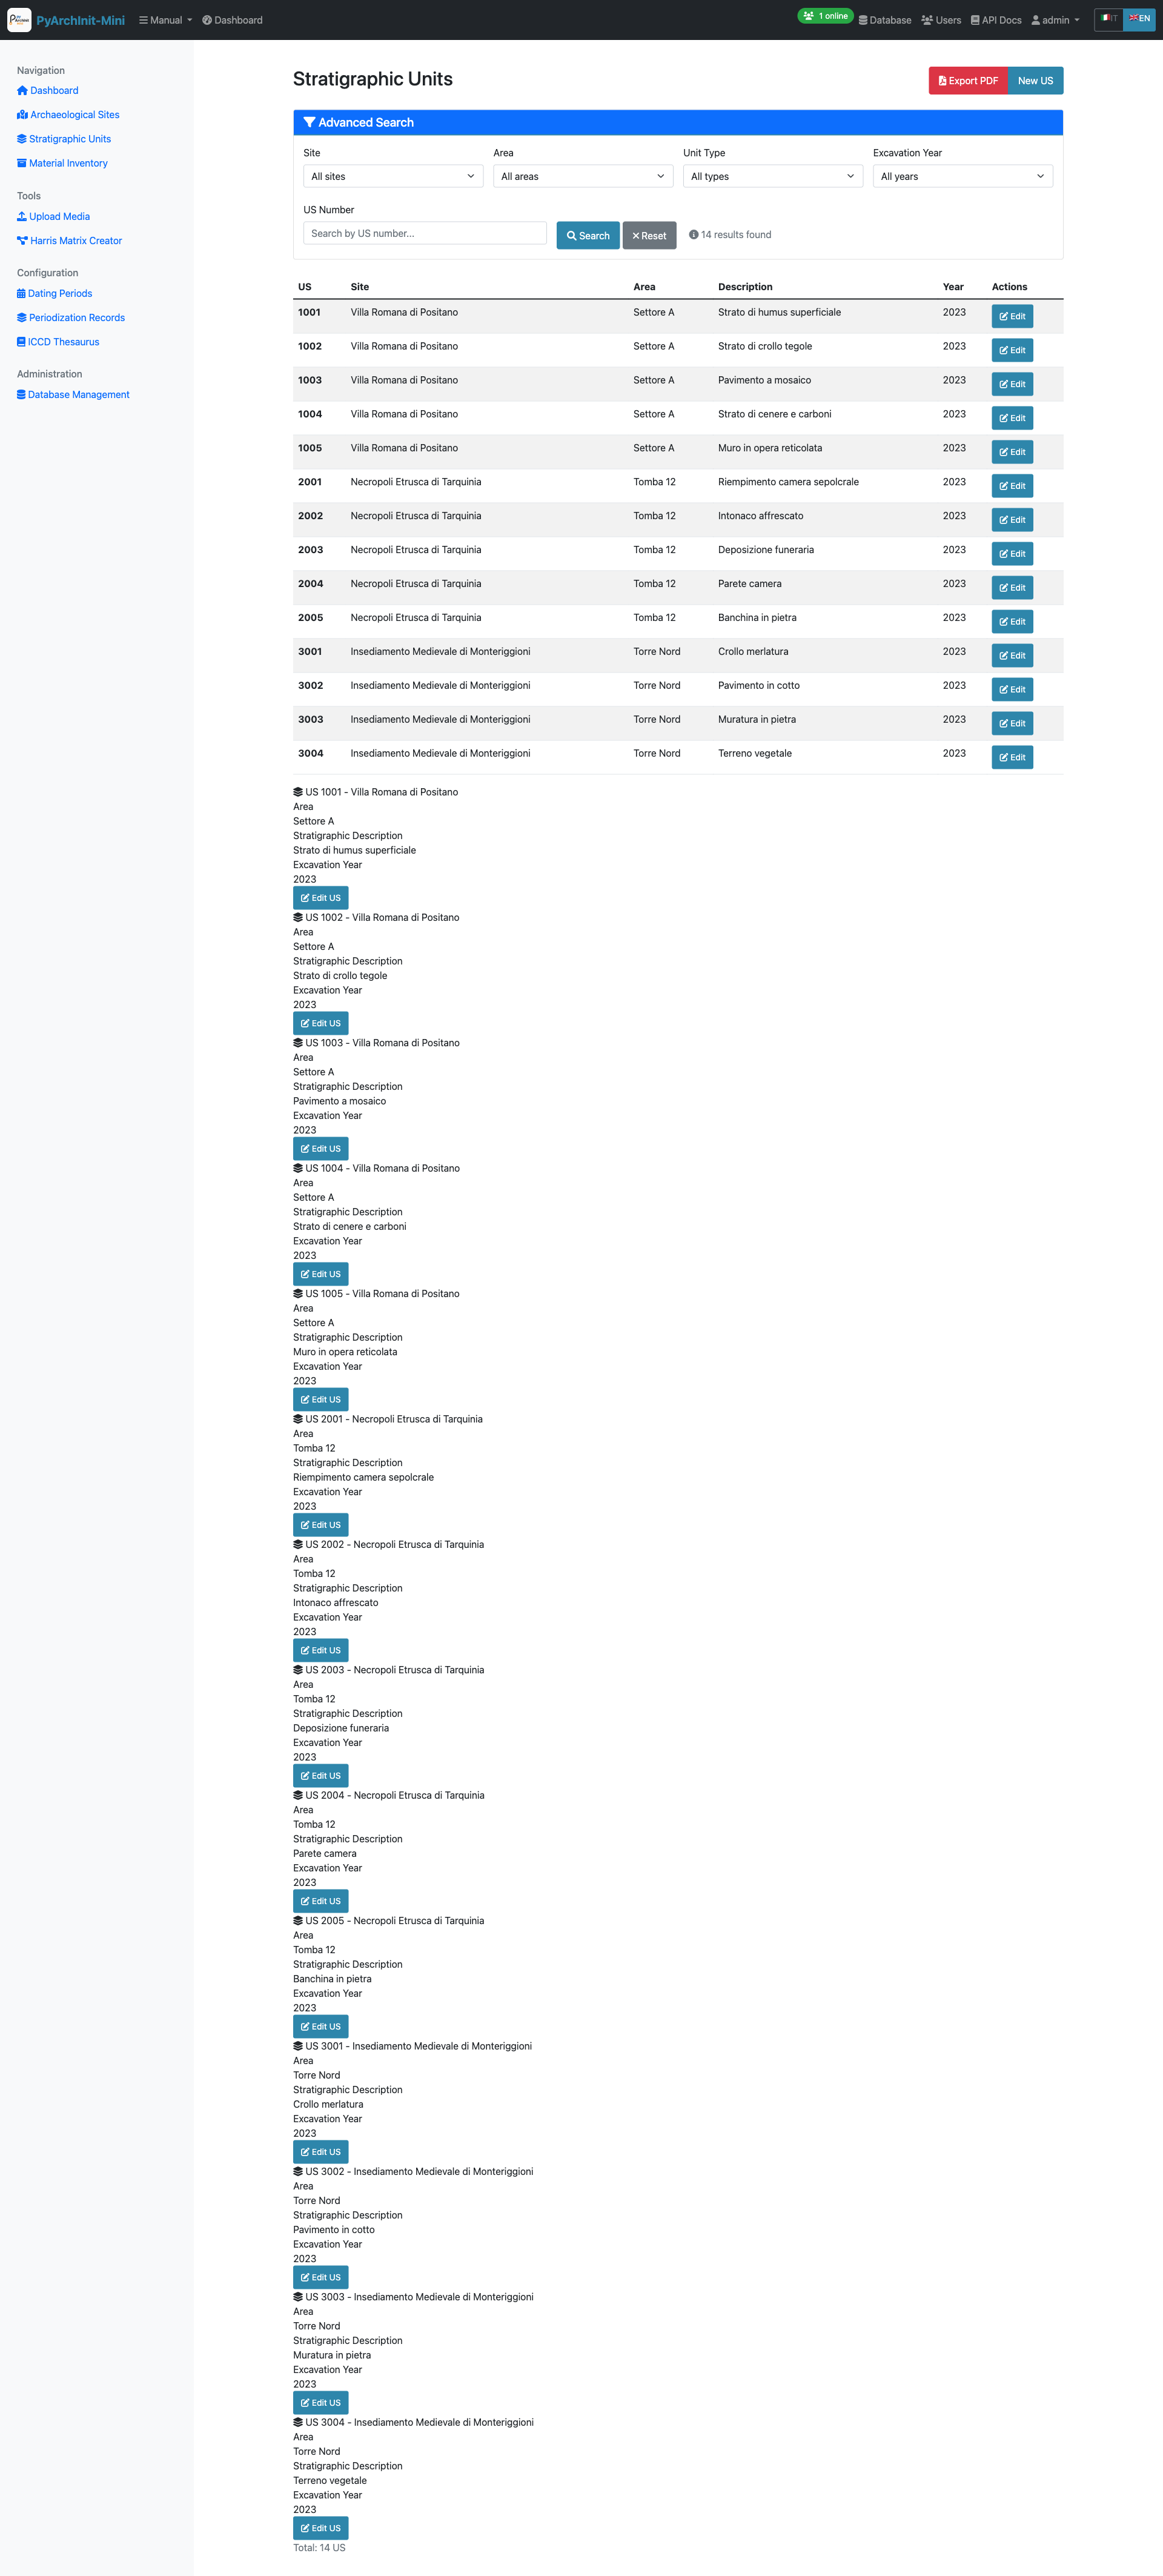 PyArchInit-Mini Manual Dashboard 1 online Database Users API Docs admin IT EN
Navigation
Dashboard
Archaeological Sites
Stratigraphic Units
Material Inventory
Tools
Upload Media
Harris Matrix Creator
Configuration
Dating Periods
Periodization Records
ICCD Thesaurus
Administration
Database Management
Stratigraphic Units Export PDF New US
Advanced Search
Site Area Unit Type Excavation Year
All sites All areas All types All years
US Number
Search by US number... Search Reset 14 results found
US Site Area Description Year Actions
1001 Villa Romana di Positano Settore A Strato di humus superficiale 2023 Edit
1002 Villa Romana di Positano Settore A Strato di crollo tegole 2023 Edit
1003 Villa Romana di Positano Settore A Pavimento a mosaico 2023 Edit
1004 Villa Romana di Positano Settore A Strato di cenere e carboni 2023 Edit
1005 Villa Romana di Positano Settore A Muro in opera reticolata 2023 Edit
2001 Necropoli Etrusca di Tarquinia Tomba 12 Riempimento camera sepolcrale 2023 Edit
2002 Necropoli Etrusca di Tarquinia Tomba 12 Intonaco affrescato 2023 Edit
2003 Necropoli Etrusca di Tarquinia Tomba 12 Deposizione funeraria 2023 Edit
2004 Necropoli Etrusca di Tarquinia Tomba 12 Parete camera 2023 Edit
2005 Necropoli Etrusca di Tarquinia Tomba 12 Banchina in pietra 2023 Edit
3001 Insediamento Medievale di Monteriggioni Torre Nord Crollo merlatura 2023 Edit
3002 Insediamento Medievale di Monteriggioni Torre Nord Pavimento in cotto 2023 Edit
3003 Insediamento Medievale di Monteriggioni Torre Nord Muratura in pietra 2023 Edit
3004 Insediamento Medievale di Monteriggioni Torre Nord Terreno vegetale 2023 Edit
US 1001 - Villa Romana di Positano
Area
Settore A
Stratigraphic Description
Strato di humus superficiale
Excavation Year
2023
Edit US
US 1002 - Villa Romana di Positano
Area
Settore A
Stratigraphic Description
Strato di crollo tegole
Excavation Year
2023
Edit US
US 1003 - Villa Romana di Positano
Area
Settore A
Stratigraphic Description
Pavimento a mosaico
Excavation Year
2023
Edit US
US 1004 - Villa Romana di Positano
Area
Settore A
Stratigraphic Description
Strato di cenere e carboni
Excavation Year
2023
Edit US
US 1005 - Villa Romana di Positano
Area
Settore A
Stratigraphic Description
Muro in opera reticolata
Excavation Year
2023
Edit US
US 2001 - Necropoli Etrusca di Tarquinia
Area
Tomba 12
Stratigraphic Description
Riempimento camera sepolcrale
Excavation Year
2023
Edit US
US 2002 - Necropoli Etrusca di Tarquinia
Area
Tomba 12
Stratigraphic Description
Intonaco affrescato
Excavation Year
2023
Edit US
US 2003 - Necropoli Etrusca di Tarquinia
Area
Tomba 12
Stratigraphic Description
Deposizione funeraria
Excavation Year
2023
Edit US
US 2004 - Necropoli Etrusca di Tarquinia
Area
Tomba 12
Stratigraphic Description
Parete camera
Excavation Year
2023
Edit US
US 2005 - Necropoli Etrusca di Tarquinia
Area
Tomba 12
Stratigraphic Description
Banchina in pietra
Excavation Year
2023
Edit US
US 3001 - Insediamento Medievale di Monteriggioni
Area
Torre Nord
Stratigraphic Description
Crollo merlatura
Excavation Year
2023
Edit US
US 3002 - Insediamento Medievale di Monteriggioni
Area
Torre Nord
Stratigraphic Description
Pavimento in cotto
Excavation Year
2023
Edit US
US 3003 - Insediamento Medievale di Monteriggioni
Area
Torre Nord
Stratigraphic Description
Muratura in pietra
Excavation Year
2023
Edit US
US 3004 - Insediamento Medievale di Monteriggioni
Area
Torre Nord
Stratigraphic Description
Terreno vegetale
Excavation Year
2023
Edit US
Total: 14 US